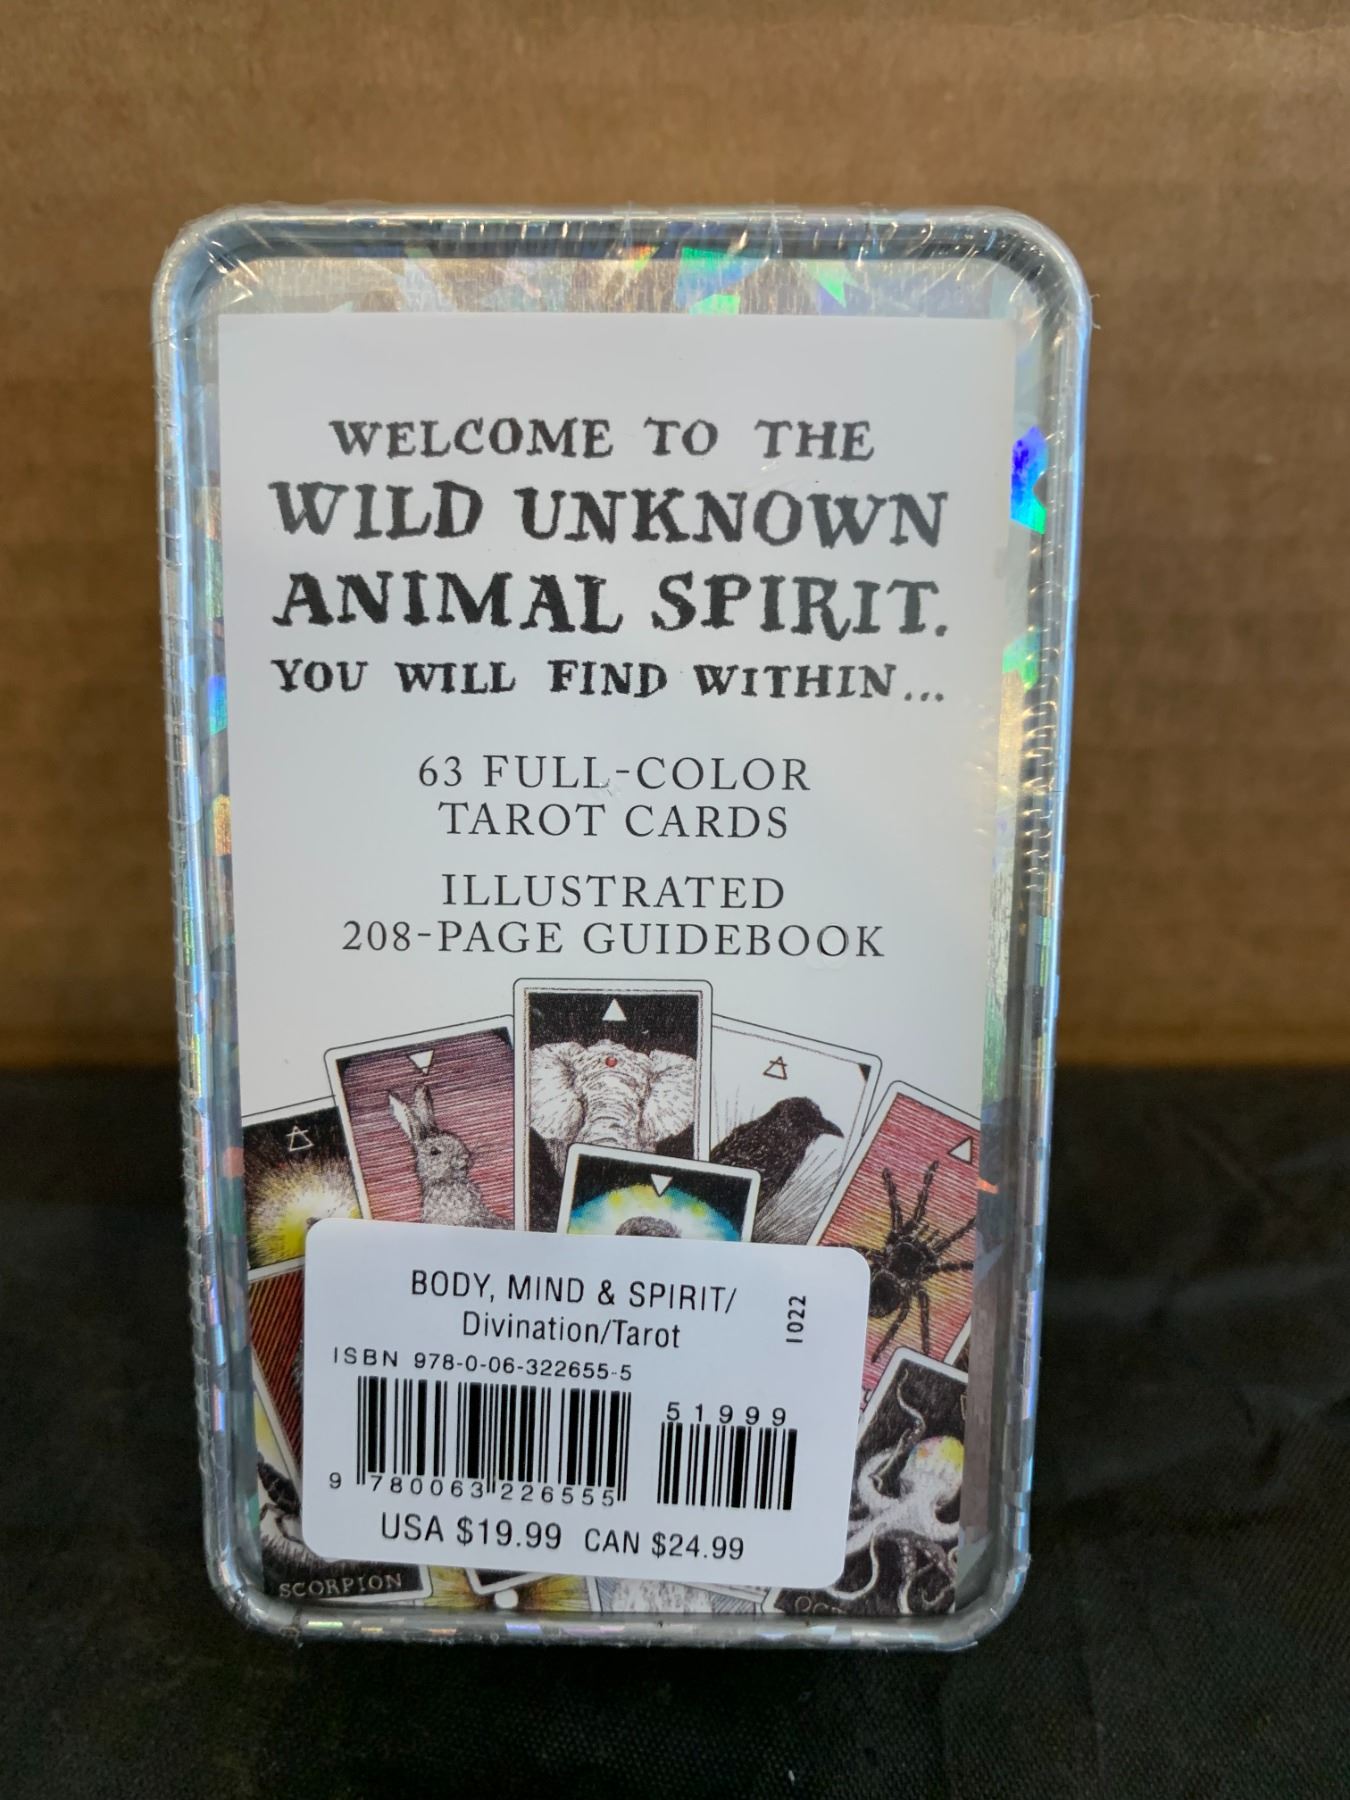 WELCOME TO THE
WILD UNKNOWN
ANIMAL SPIRIT.
YOU WILL FIND WITHIN...
63 FULL-COLOR
TAROT CARDS
ILLUSTRATED
208-PAGE GUIDEBOOK
BODY, MIND & SPIRIT/
Divination/Tarot
1022
ISBN 978-0-06-322655-5
51999
9 780063 226555
USA $19.99 CAN $24.99
SCORPION